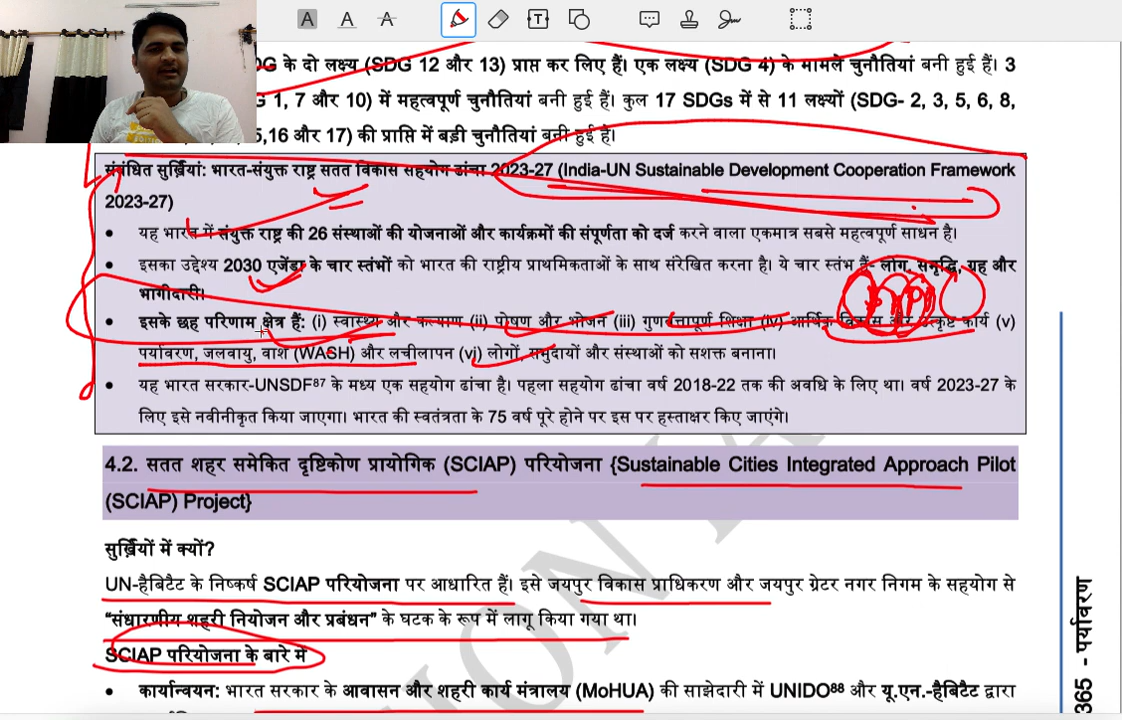 G के दो लक्ष्य (SDG 12 और 13) प्राप्त कर लिए हैं। एक लक्ष्य (SDG 4) के मामले चुनौतियां बनी हुई हैं। 3
G 1, 7 और 10) में महत्वपूर्ण चुनौतियां बनी हुई हैं। कुल 17 SDGs में से 11 लक्ष्यों (SDG- 2, 3, 5, 6, 8,
5,16 और 17) की प्राप्ति में बड़ी चुनौतियां बनी हुई हैं।
संबंधित सुर्ख़ियां: भारत-संयुक्त राष्ट्र सतत विकास सहयोग ढांचा 2023-27 (India-UN Sustainable Development Cooperation Framework
2023-27)
• यह भारत में संयुक्त राष्ट्र की 26 संस्थाओं की योजनाओं और कार्यक्रमों की संपूर्णता को दर्ज करने वाला एकमात्र सबसे महत्वपूर्ण साधन है।
• इसका उद्देश्य 2030 एजेंडा के चार स्तंभों को भारत की राष्ट्रीय प्राथमिकताओं के साथ संरेखित करना है। ये चार स्तंभ हैं- लोग, समृद्धि, ग्रह और
भागीदारी।
• इसके छह परिणाम क्षेत्र हैं: (i) स्वास्थ्य और कल्याण (ii) पोषण और भोजन (iii) गुणवत्तापूर्ण शिक्षा (iv) आर्थिक विकास और उत्कृष्ट कार्य (v)
पर्यावरण, जलवायु, वाश (WASH) और लचीलापन (vi) लोगों, समुदायों और संस्थाओं को सशक्त बनाना।
• यह भारत सरकार-UNSDF87 के मध्य एक सहयोग ढांचा है। पहला सहयोग ढांचा वर्ष 2018-22 तक की अवधि के लिए था। वर्ष 2023-27 के
लिए इसे नवीनीकृत किया जाएगा। भारत की स्वतंत्रता के 75 वर्ष पूरे होने पर इस पर हस्ताक्षर किए जाएंगे।
4.2. सतत शहर समेकित दृष्टिकोण प्रायोगिक (SCIAP) परियोजना {Sustainable Cities Integrated Approach Pilot
(SCIAP) Project}
सुर्ख़ियों में क्यों?
UN-हैबिटैट के निष्कर्ष SCIAP परियोजना पर आधारित हैं। इसे जयपुर विकास प्राधिकरण और जयपुर ग्रेटर नगर निगम के सहयोग से
“संधारणीय शहरी नियोजन और प्रबंधन” के घटक के रूप में लागू किया गया था।
SCIAP परियोजना के बारे में
• कार्यान्वयन: भारत सरकार के आवासन और शहरी कार्य मंत्रालय (MoHUA) की साझेदारी में UNIDO88 और यू.एन.-हैबिटैट द्वारा
365 - पर्यावरण